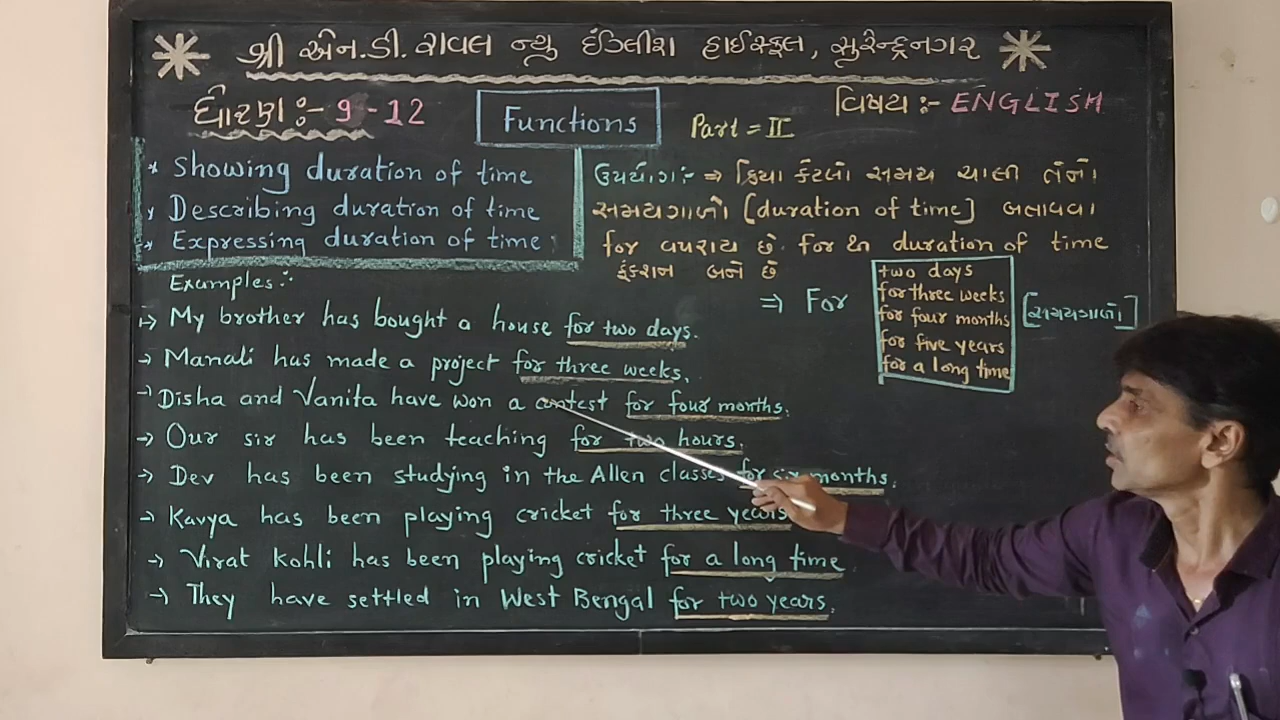 શ્રી એન.ડી. રાવલ ન્યુ ઈંગ્લીશ હાઈસ્કૂલ, સુરેન્દ્રનગર
ધોરણ :- 9 - 12
Functions
Part = II
વિષય :- ENGLISH
* Showing duration of time
* Describing duration of time
* Expressing duration of time
ઉપયોગ :- ⇒ ક્રિયા કેટલો સમય ચાલી તેનો
સમયગાળો [duration of time] બતાવવા
for વપરાય છે. for થી duration of time
ફંકશન બને છે
⇒ For
two days
for three weeks
for four months
for five years
for a long time
[સમયગાળો]
Examples :-
→ My brother has bought a house for two days.
→ Manali has made a project for three weeks.
→ Disha and Vanita have won a contest for four months.
→ Our sir has been teaching for two hours.
→ Dev has been studying in the Allen classes for six months.
→ Kavya has been playing cricket for three years
→ Virat Kohli has been playing cricket for a long time.
→ They have settled in West Bengal for two years.